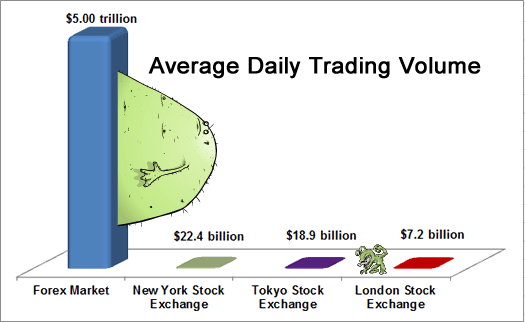 $5.00 trillion
Average Daily Trading Volume
$22.4 billion
$18.9 billion
$7.2 billion
Forex Market
New York Stock
Exchange
Tokyo Stock
Exchange
London Stock
Exchange